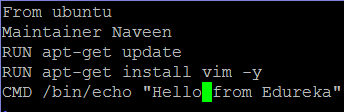 From ubuntu
Maintainer Naveen
RUN apt-get update
RUN apt-get install vim -y
CMD /bin/echo "Hello from Edureka"